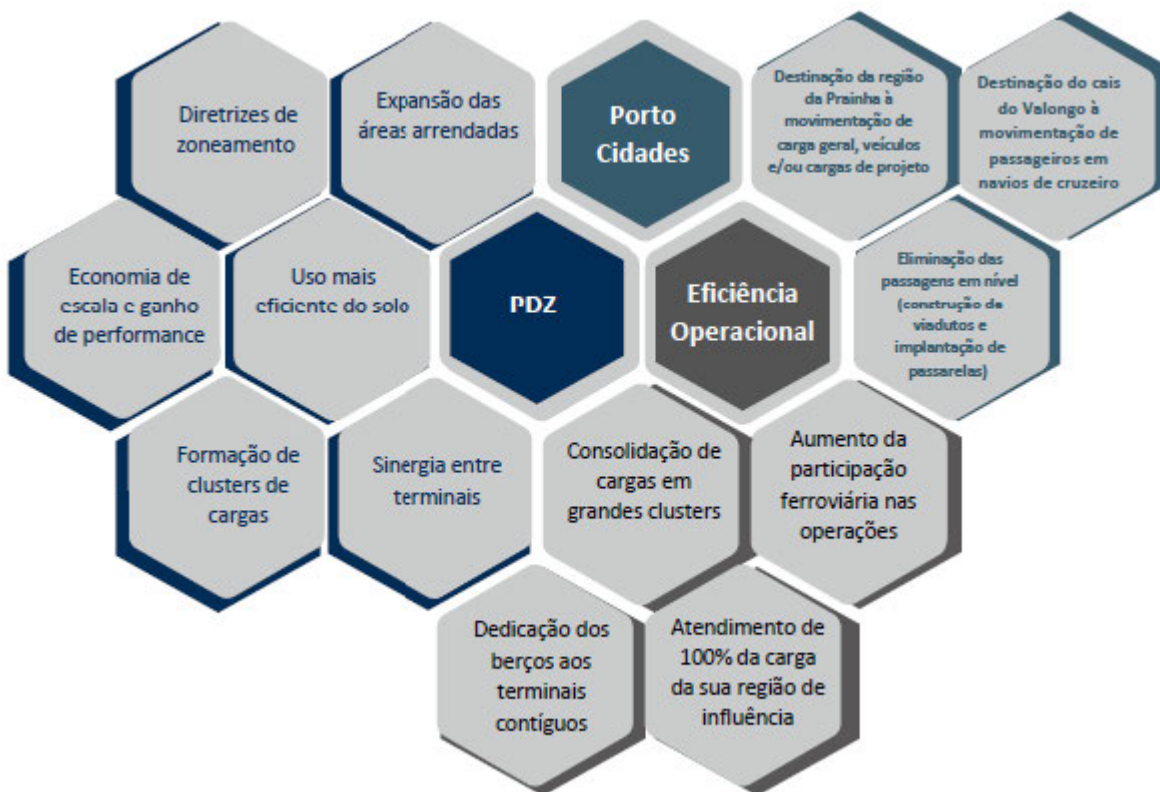 Diretrizes de
zoneamento
Expansão das
áreas arrendadas
Porto
Cidades
Destinação da região
da Prainha à
movimentação de
carga geral, veículos
e/ou cargas de projeto
Destinação do cais
do Valongo à
movimentação de
passageiros em
navios de cruzeiro
Economia de
escala e ganho
de performance
Uso mais
eficiente do solo
PDZ
Eficiência
Operacional
Eliminação das
passagens em nível
(construção de
viadutos e
implantação de
passarelas)
Formação de
clusters de
cargas
Sinergia entre
terminais
Consolidação de
cargas em
grandes clusters
Aumento da
participação
ferroviária nas
operações
Dedicação dos
berços aos
terminais
contíguos
Atendimento de
100% da carga
da sua região de
influência